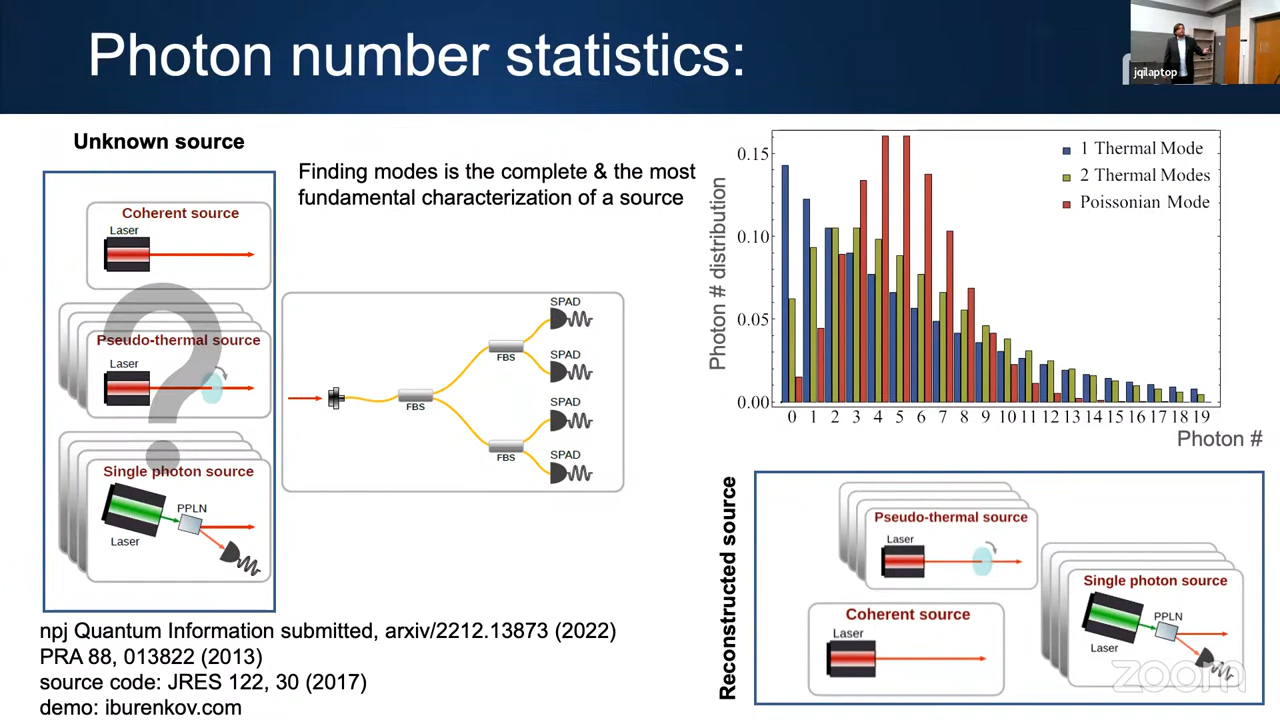 Photon number statistics:
jqilaptop
Unknown source
Coherent source
Laser
Pseudo-thermal source
Laser
?
Single photon source
PPLN
Laser
Finding modes is the complete & the most
fundamental characterization of a source
FBS
FBS
FBS
SPAD
SPAD
SPAD
SPAD
npj Quantum Information submitted, arxiv/2212.13873 (2022)
PRA 88, 013822 (2013)
source code: JRES 122, 30 (2017)
demo: iburenkov.com
Photon # distribution
0.15
0.10
0.05
0.00
1 Thermal Mode
2 Thermal Modes
Poissonian Mode
0 1 2 3 4 5 6 7 8 9 10 11 12 13 14 15 16 17 18 19
Photon #
Reconstructed source
Pseudo-thermal source
Laser
Coherent source
Laser
Single photon source
PPLN
Laser
zoom